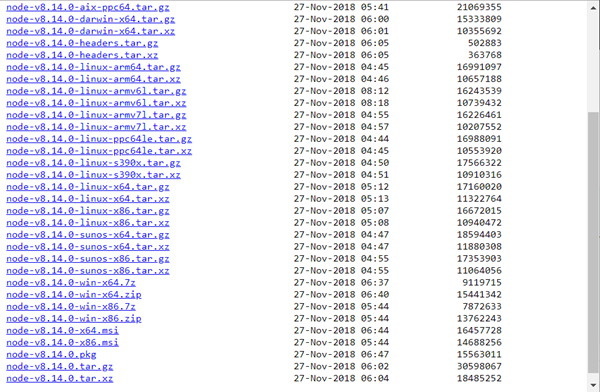 node-v8.14.0-aix-ppc64.tar.gz 27-Nov-2018 05:41 21069355
node-v8.14.0-darwin-x64.tar.gz 27-Nov-2018 06:00 15333809
node-v8.14.0-darwin-x64.tar.xz 27-Nov-2018 06:01 10355692
node-v8.14.0-headers.tar.gz 27-Nov-2018 06:05 502883
node-v8.14.0-headers.tar.xz 27-Nov-2018 06:05 363768
node-v8.14.0-linux-arm64.tar.gz 27-Nov-2018 04:45 16991097
node-v8.14.0-linux-arm64.tar.xz 27-Nov-2018 04:46 10657188
node-v8.14.0-linux-armv6l.tar.gz 27-Nov-2018 08:12 16243539
node-v8.14.0-linux-armv6l.tar.xz 27-Nov-2018 08:18 10739432
node-v8.14.0-linux-armv7l.tar.gz 27-Nov-2018 04:55 16226461
node-v8.14.0-linux-armv7l.tar.xz 27-Nov-2018 04:57 10207552
node-v8.14.0-linux-ppc64le.tar.gz 27-Nov-2018 04:44 16988091
node-v8.14.0-linux-ppc64le.tar.xz 27-Nov-2018 04:45 10553920
node-v8.14.0-linux-s390x.tar.gz 27-Nov-2018 04:50 17566322
node-v8.14.0-linux-s390x.tar.xz 27-Nov-2018 04:51 10910316
node-v8.14.0-linux-x64.tar.gz 27-Nov-2018 05:12 17160020
node-v8.14.0-linux-x64.tar.xz 27-Nov-2018 05:13 11322764
node-v8.14.0-linux-x86.tar.gz 27-Nov-2018 05:07 16672015
node-v8.14.0-linux-x86.tar.xz 27-Nov-2018 05:08 10940472
node-v8.14.0-sunos-x64.tar.gz 27-Nov-2018 04:47 18594403
node-v8.14.0-sunos-x64.tar.xz 27-Nov-2018 04:47 11880308
node-v8.14.0-sunos-x86.tar.gz 27-Nov-2018 04:55 17353903
node-v8.14.0-sunos-x86.tar.xz 27-Nov-2018 04:55 11064056
node-v8.14.0-win-x64.7z 27-Nov-2018 06:37 9119715
node-v8.14.0-win-x64.zip 27-Nov-2018 06:40 15441342
node-v8.14.0-win-x86.7z 27-Nov-2018 05:44 7872633
node-v8.14.0-win-x86.zip 27-Nov-2018 05:44 13762243
node-v8.14.0-x64.msi 27-Nov-2018 06:44 16457728
node-v8.14.0-x86.msi 27-Nov-2018 05:44 14688256
node-v8.14.0.pkg 27-Nov-2018 06:47 15563011
node-v8.14.0.tar.gz 27-Nov-2018 06:02 30598067
node-v8.14.0.tar.xz 27-Nov-2018 06:04 18485252